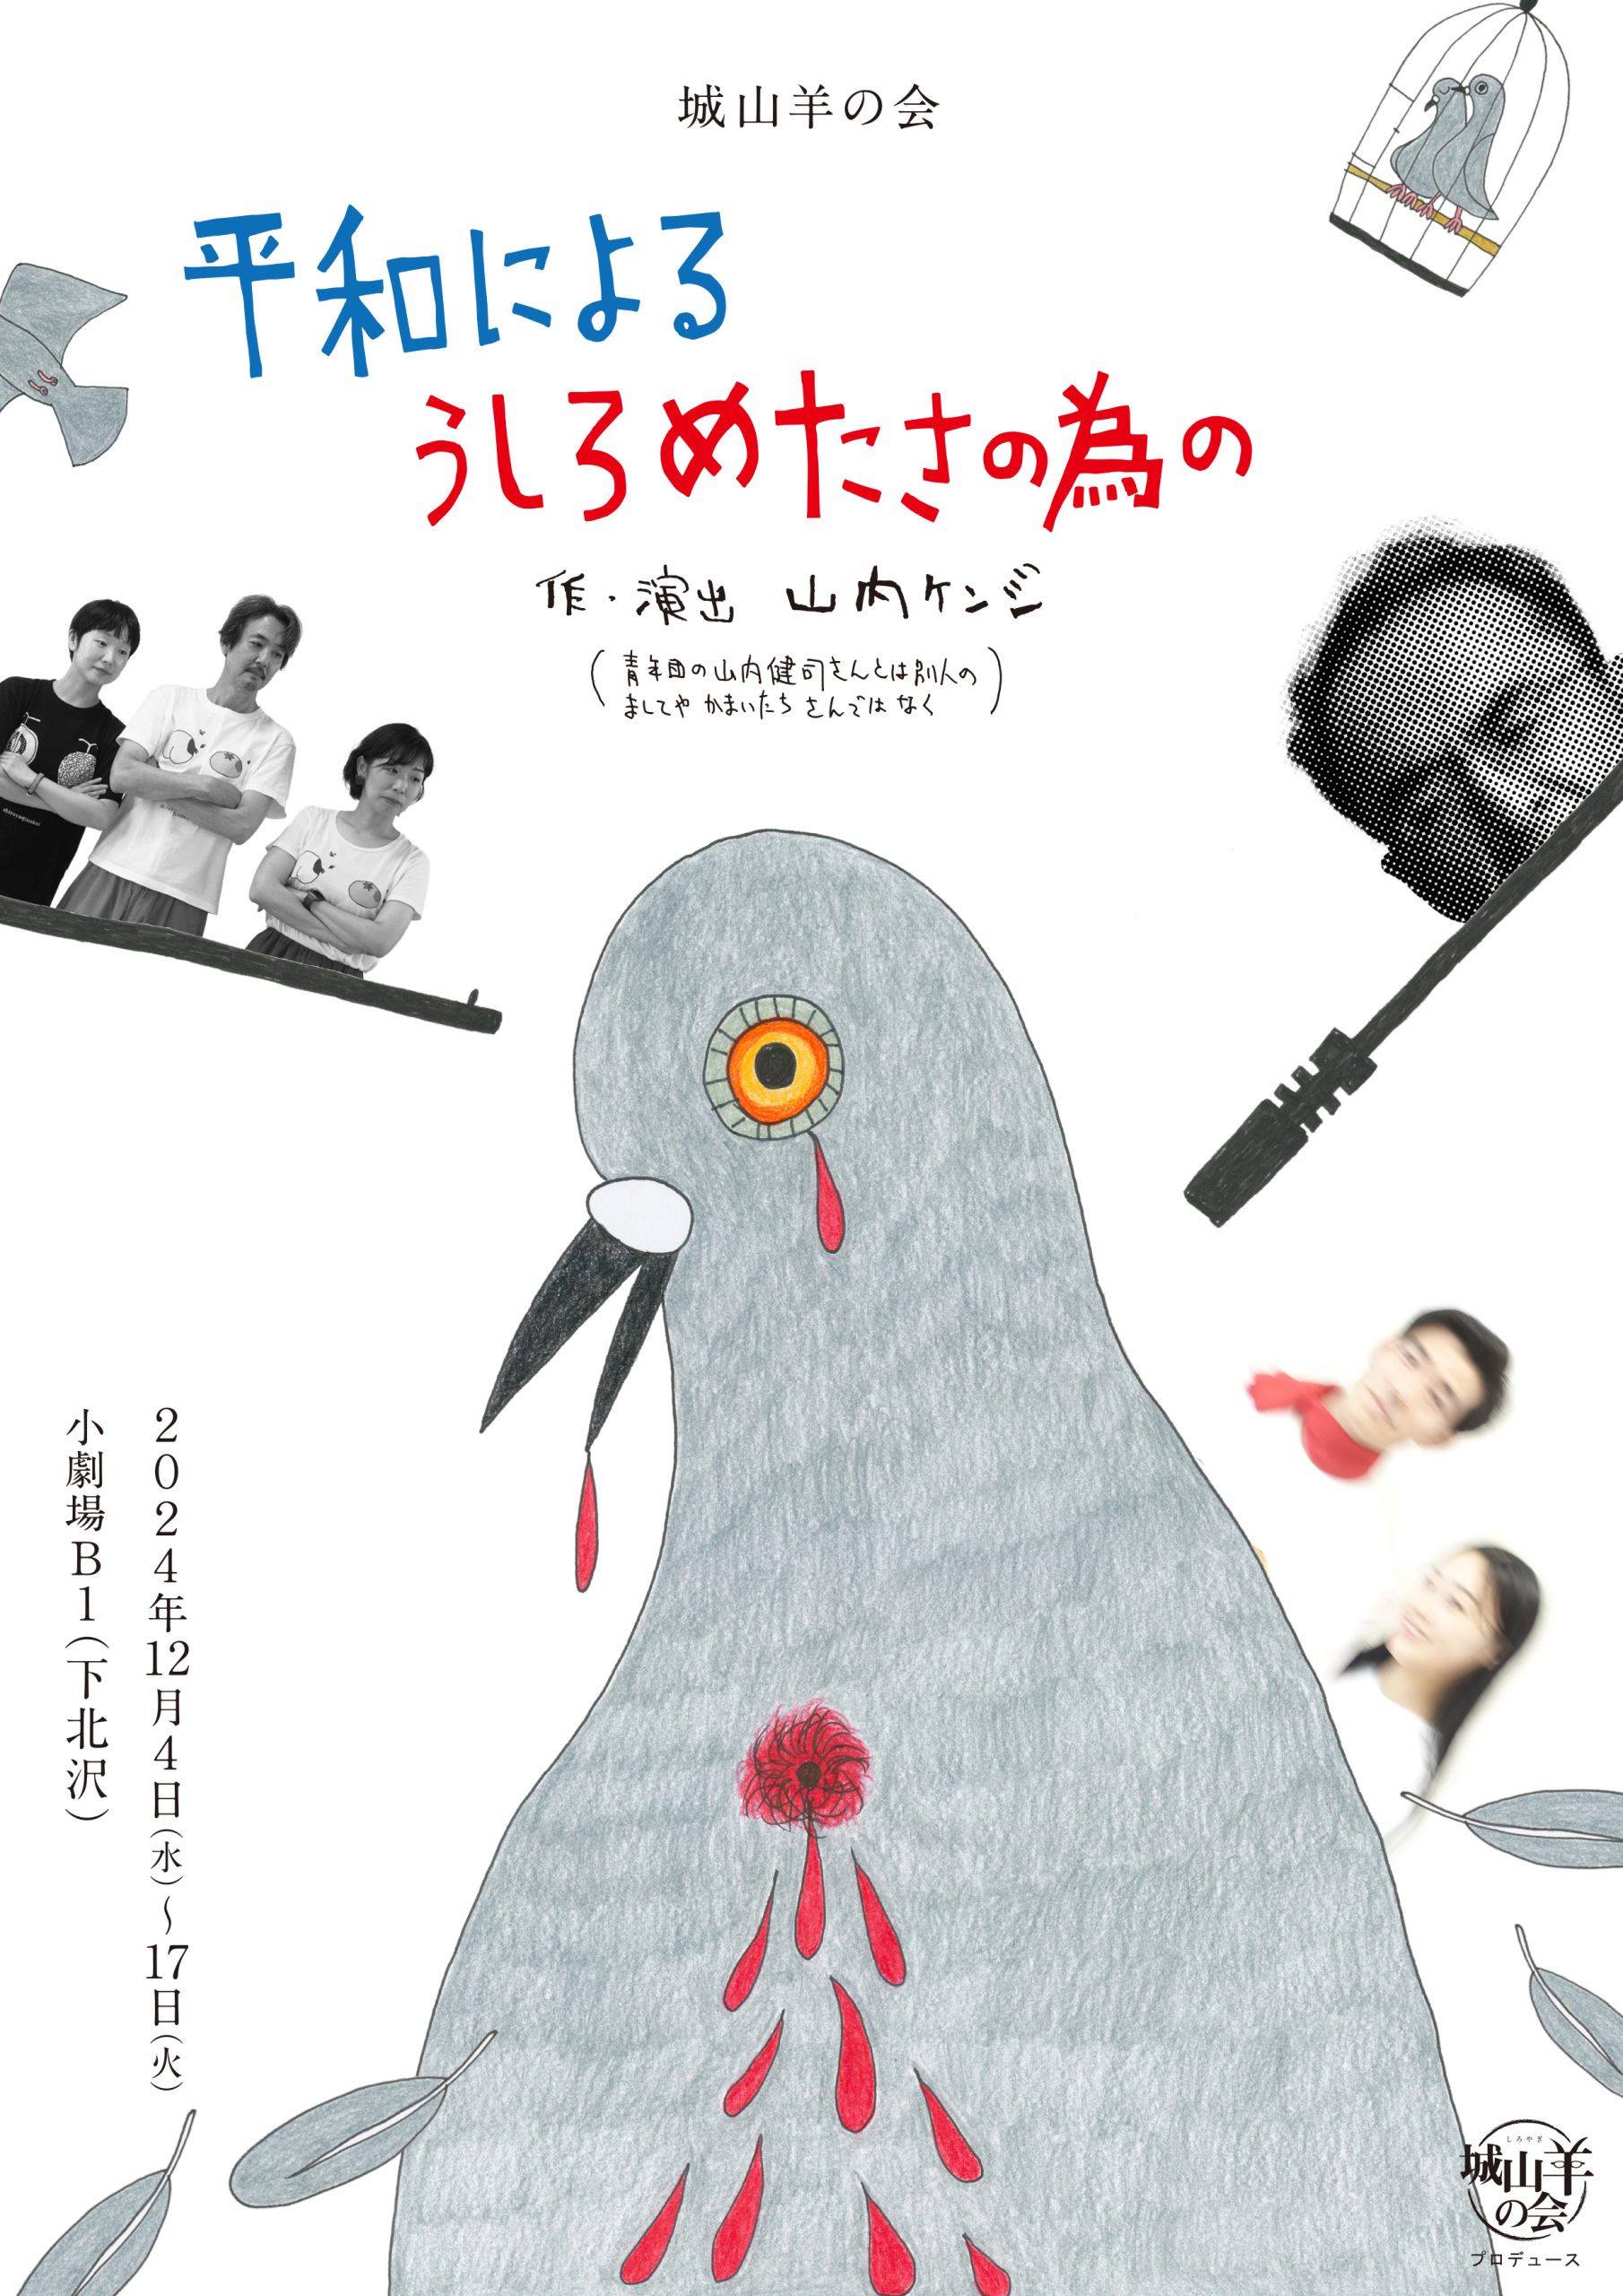 城山羊の会
平和による
うしろめたさの為の
作・演出 山内ケンジ
(青年団の山内健司さんとは別人の
ましてや かまいたち さんでは なく)
2024年12月4日(水)～17日(火)
小劇場B1(下北沢)
しろやぎ
城山羊
の会
プロデュース